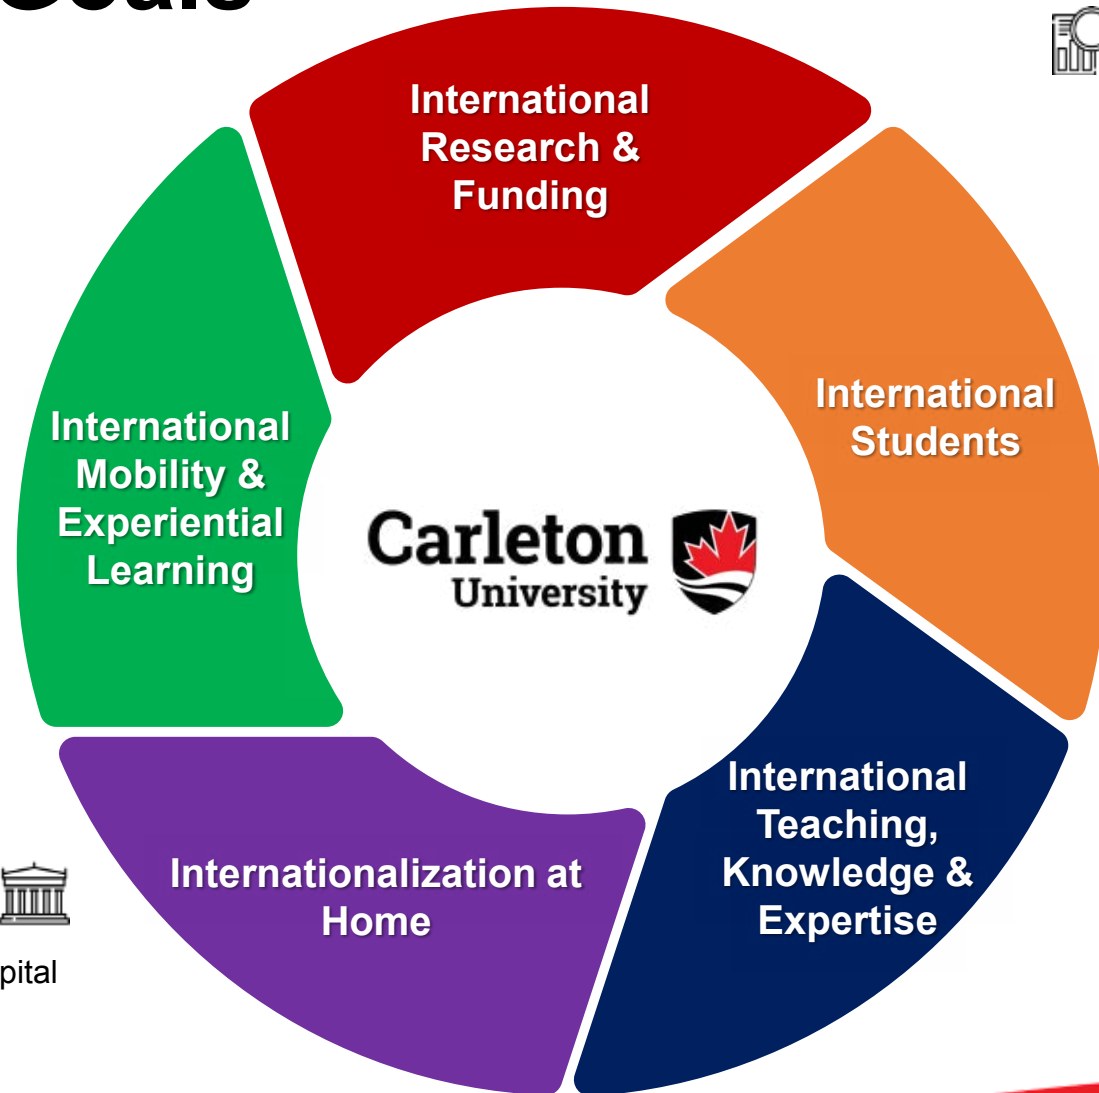 Goals
International
Research &
Funding
International
Students
International
Mobility &
Experiential
Learning
Carleton
University
International
Teaching,
Knowledge &
Expertise
Internationalization at
Home
pital